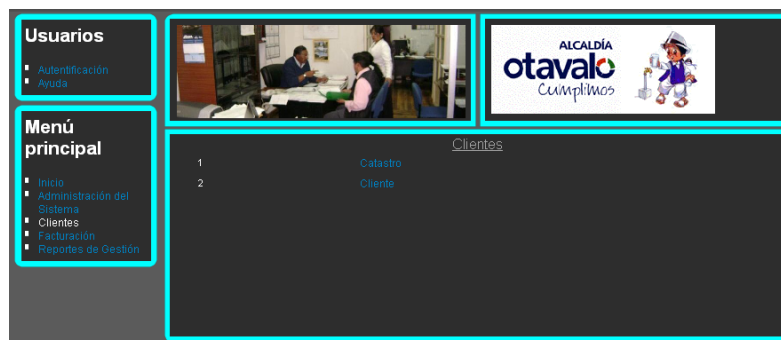 Usuarios
Autentificación
Ayuda
Menú
principal
Inicio
Administración del
Sistema
Clientes
Facturación
Reportes de Gestión
ALCALDÍA
otavalo
Cumplimos
Clientes
1 Catastro
2 Cliente